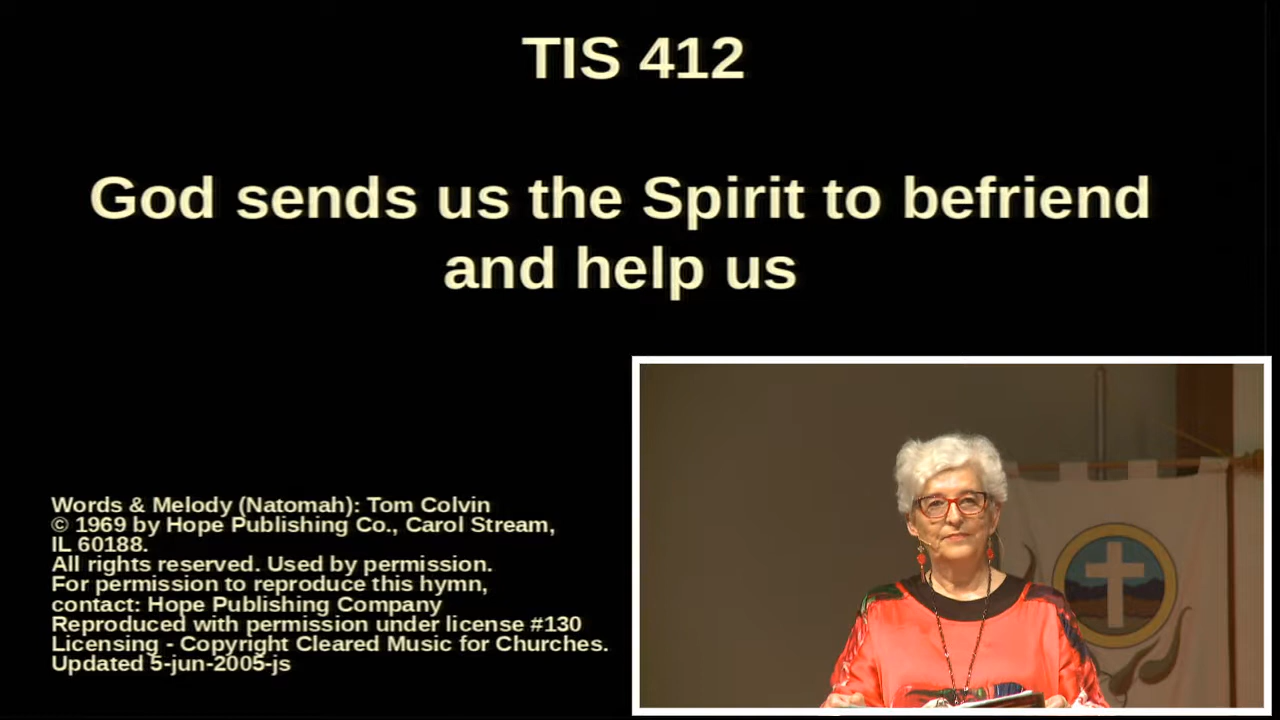 TIS 412
God sends us the Spirit to befriend
and help us
Words & Melody (Natomah): Tom Colvin
© 1969 by Hope Publishing Co., Carol Stream,
IL 60188.
All rights reserved. Used by permission.
For permission to reproduce this hymn,
contact: Hope Publishing Company
Reproduced with permission under license #130
Licensing - Copyright Cleared Music for Churches.
Updated 5-jun-2005-js